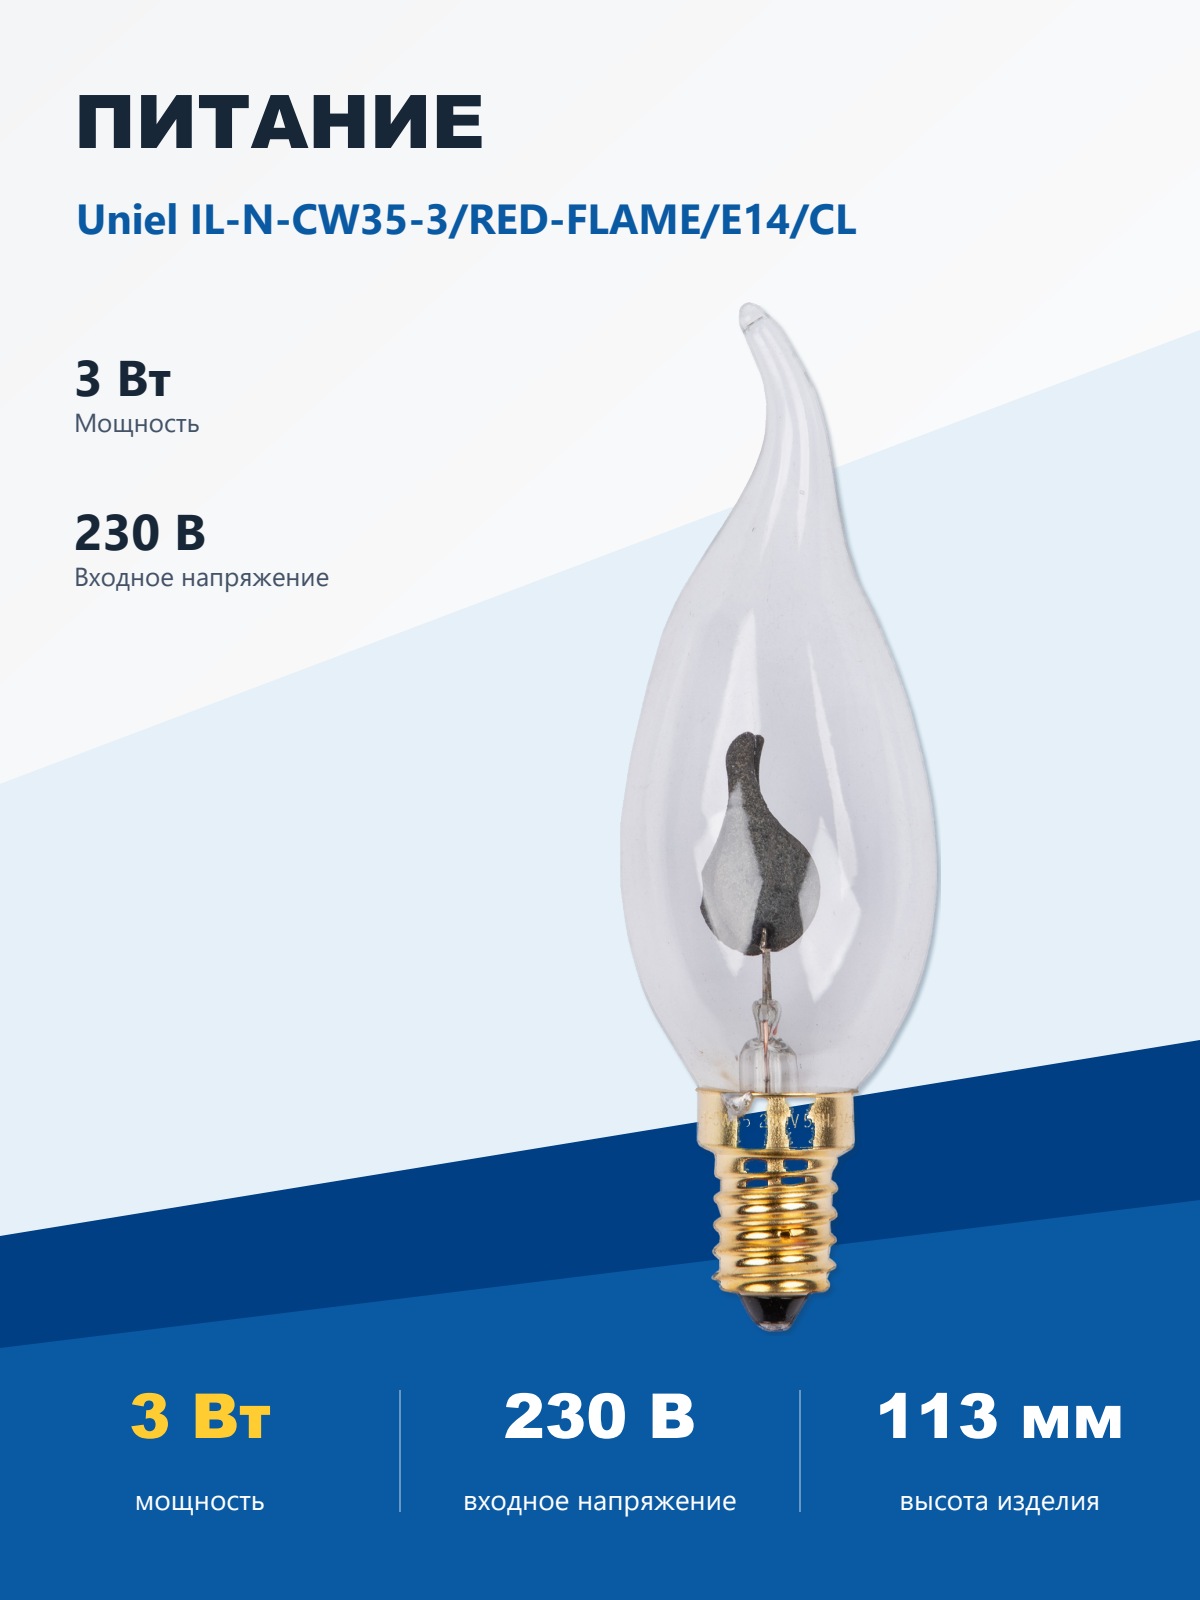 ПИТАНИЕ
Uniel IL-N-CW35-3/RED-FLAME/E14/CL
3 Вт
Мощность
230 В
Входное напряжение
3 Вт
мощность
230 В
входное напряжение
113 мм
высота изделия